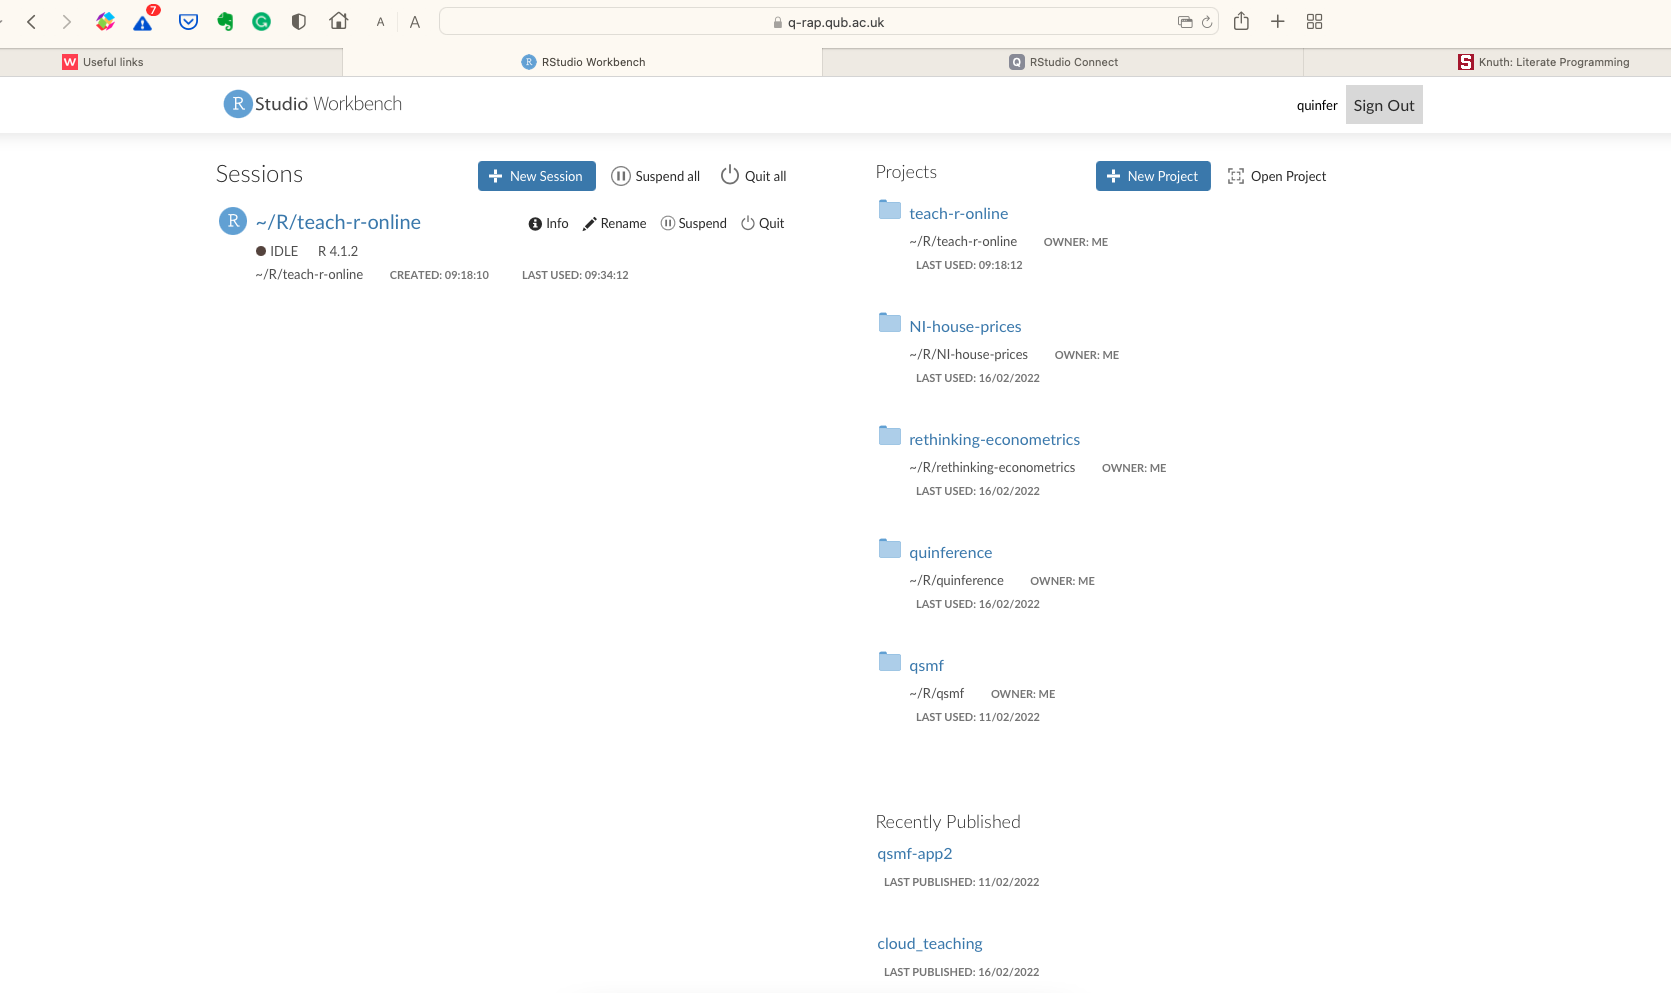 7
A
A
q-rap.qub.ac.uk
W Useful links
R RStudio Workbench
Q RStudio Connect
S Knuth: Literate Programming
R Studio Workbench
quinfer
Sign Out
Sessions
New Session
Suspend all
Quit all
R ~/R/teach-r-online
Info
Rename
Suspend
Quit
IDLE R 4.1.2
~/R/teach-r-online CREATED: 09:18:10 LAST USED: 09:34:12
Projects
New Project
Open Project
teach-r-online
~/R/teach-r-online OWNER: ME
LAST USED: 09:18:12
NI-house-prices
~/R/NI-house-prices OWNER: ME
LAST USED: 16/02/2022
rethinking-econometrics
~/R/rethinking-econometrics OWNER: ME
LAST USED: 16/02/2022
quinference
~/R/quinference OWNER: ME
LAST USED: 16/02/2022
qsmf
~/R/qsmf OWNER: ME
LAST USED: 11/02/2022
Recently Published
qsmf-app2
LAST PUBLISHED: 11/02/2022
cloud_teaching
LAST PUBLISHED: 16/02/2022